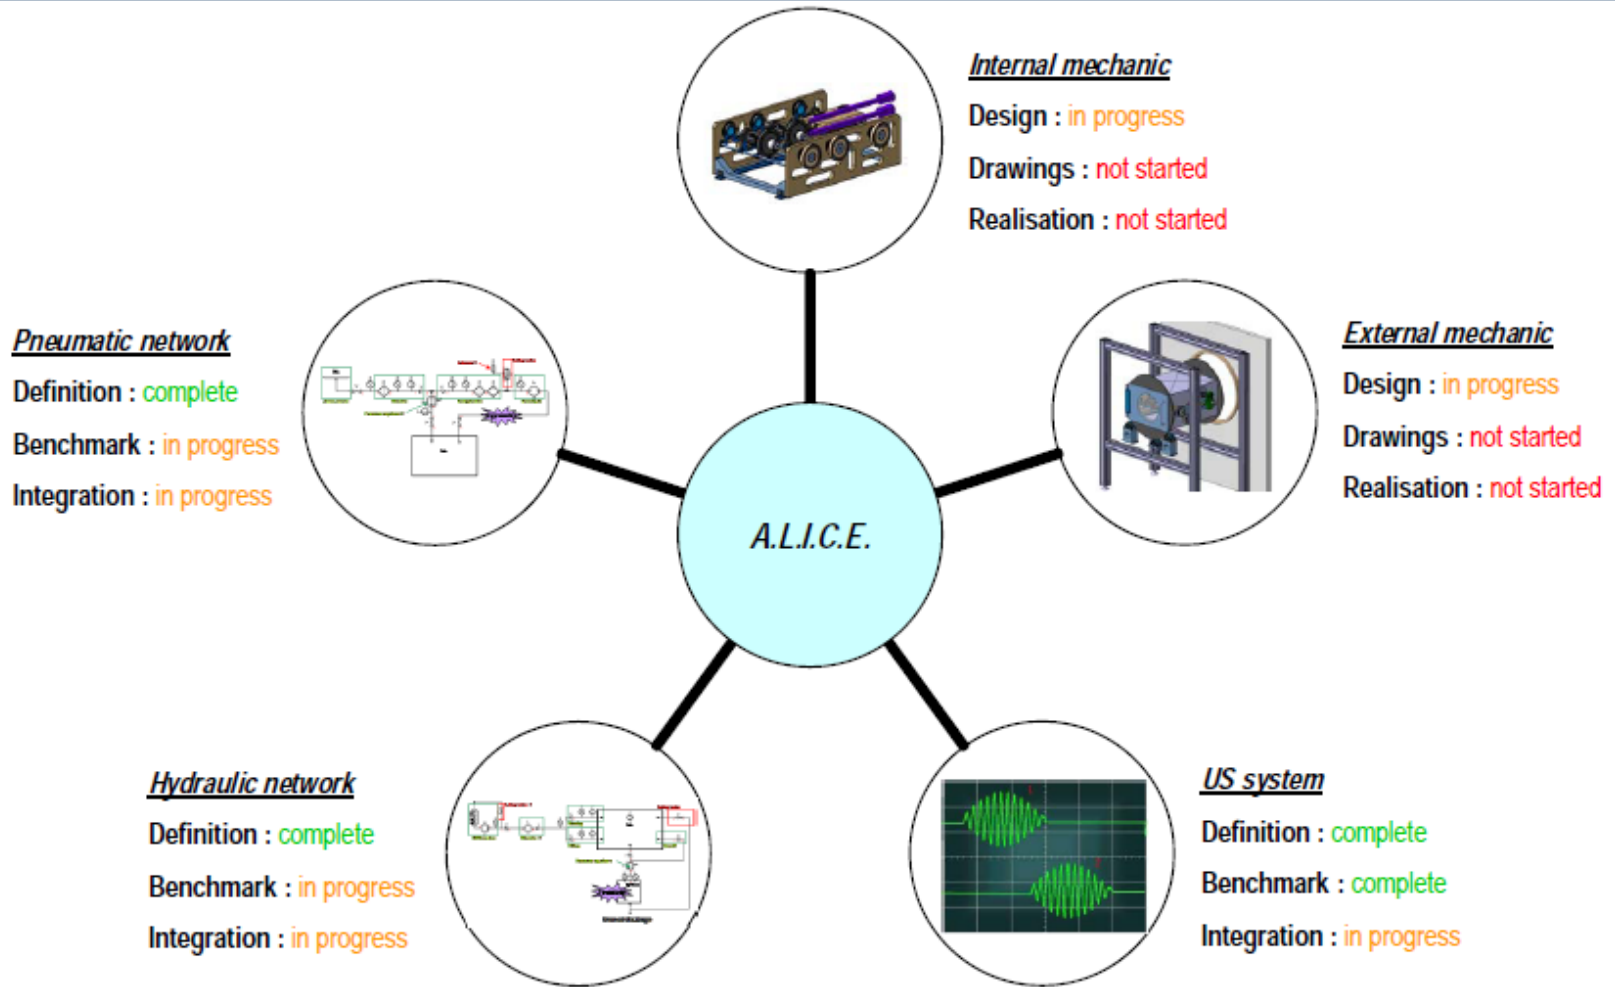 Internal mechanic
Design : in progress
Drawings : not started
Realisation : not started
Pneumatic network
Definition : complete
Benchmark : in progress
Integration : in progress
External mechanic
Design : in progress
Drawings : not started
Realisation : not started
A.L.I.C.E.
Hydraulic network
Definition : complete
Benchmark : in progress
Integration : in progress
US system
Definition : complete
Benchmark : complete
Integration : in progress